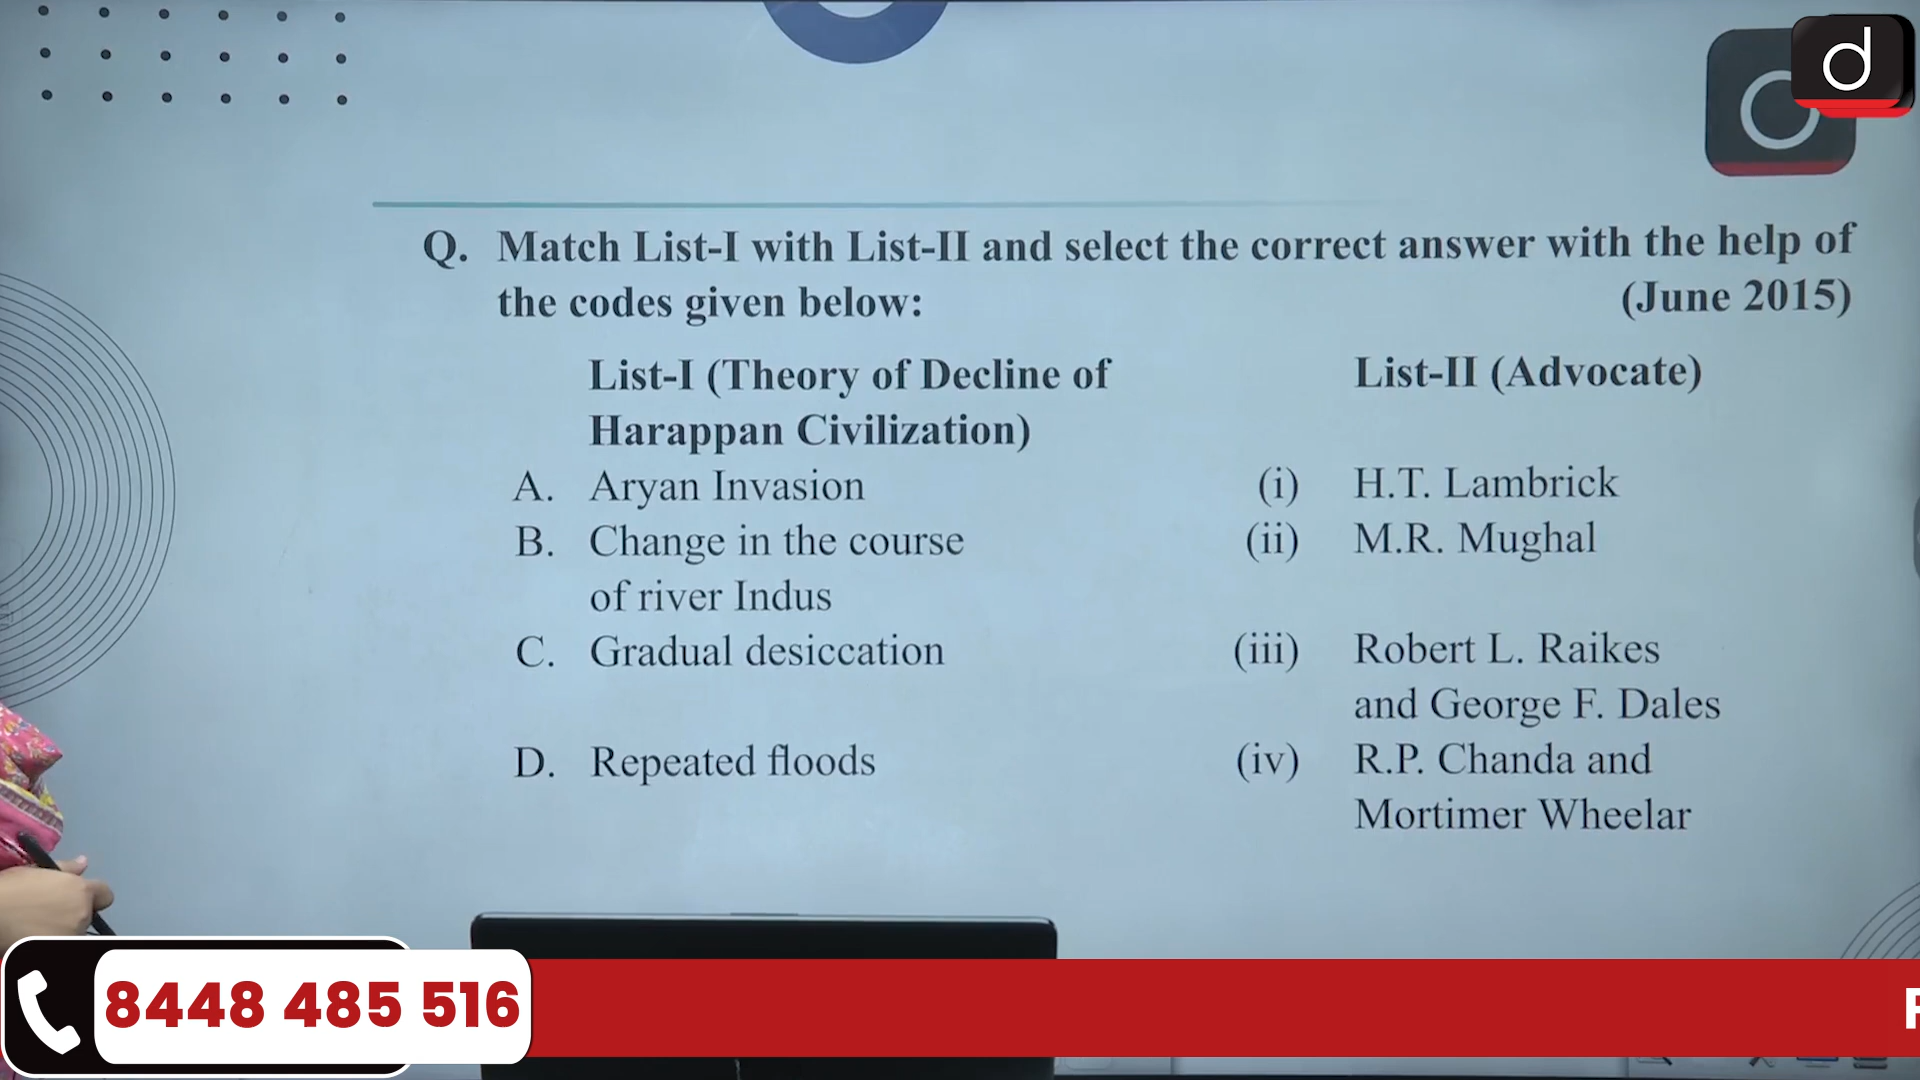 d
Q. Match List-I with List-II and select the correct answer with the help of
the codes given below: (June 2015)
List-I (Theory of Decline of List-II (Advocate)
Harappan Civilization)
A. Aryan Invasion (i) H.T. Lambrick
B. Change in the course (ii) M.R. Mughal
of river Indus
C. Gradual desiccation (iii) Robert L. Raikes
and George F. Dales
D. Repeated floods (iv) R.P. Chanda and
Mortimer Wheelar
8448 485 516